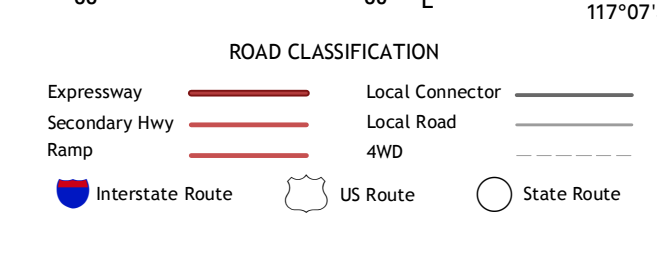 117°07'
ROAD CLASSIFICATION
Expressway
Local Connector
Secondary Hwy
Local Road
Ramp
4WD
Interstate Route
US Route
State Route